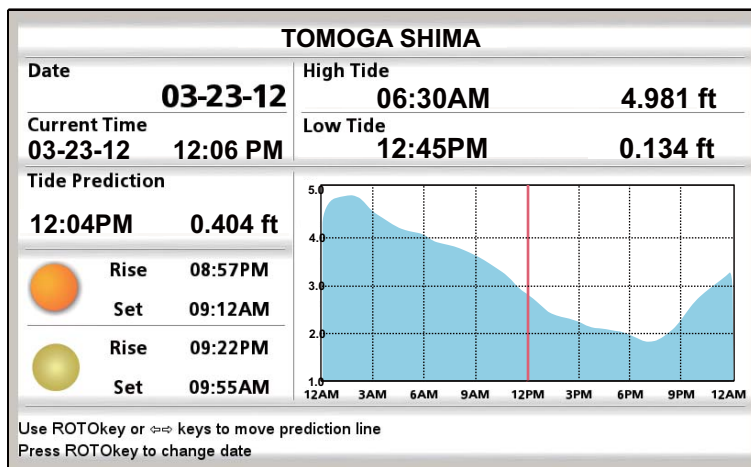 TOMOGA SHIMA
Date
03-23-12
High Tide
06:30AM 4.981 ft
Current Time
03-23-12 12:06 PM
Low Tide
12:45PM 0.134 ft
Tide Prediction
12:04PM 0.404 ft
Rise 08:57PM
Set 09:12AM
Rise 09:22PM
Set 09:55AM
5.0
4.0
3.0
2.0
1.0
12AM 3AM 6AM 9AM 12PM 3PM 6PM 9PM 12AM
Use ROTOkey or ⇦⇨ keys to move prediction line
Press ROTOkey to change date